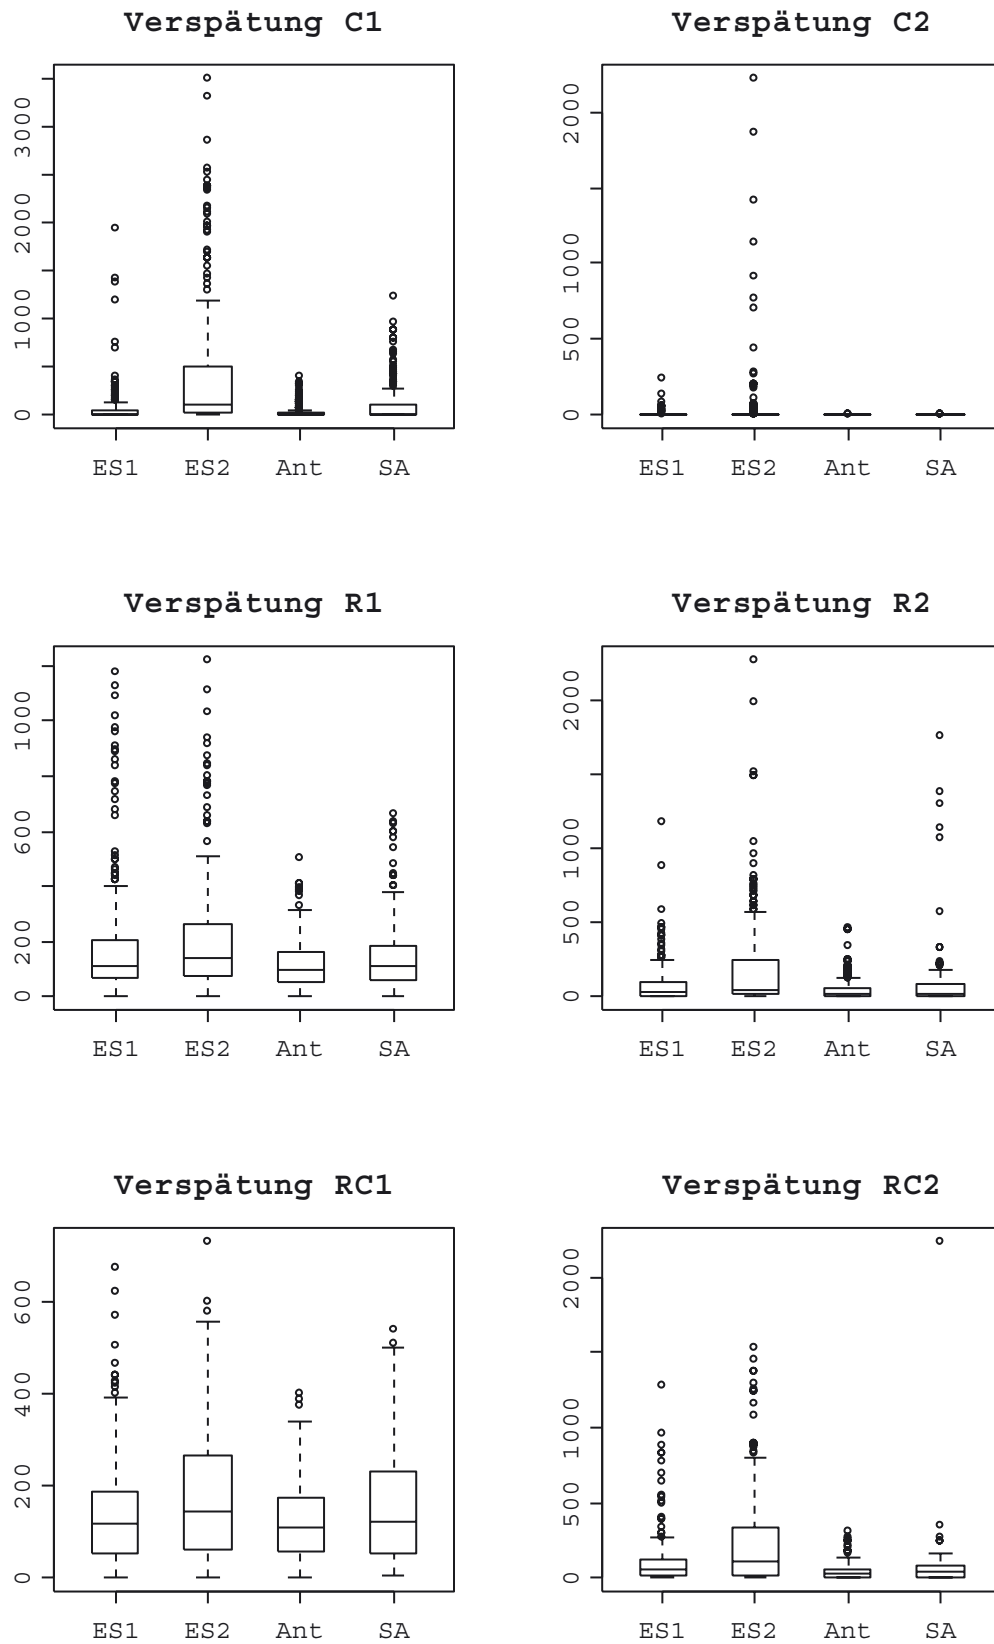 Verspätung C1
3000
2000
1000
0
ES1 ES2 Ant SA
Verspätung C2
2000
1000
500
0
ES1 ES2 Ant SA
Verspätung R1
1000
600
200
0
ES1 ES2 Ant SA
Verspätung R2
2000
1000
500
0
ES1 ES2 Ant SA
Verspätung RC1
600
400
200
0
ES1 ES2 Ant SA
Verspätung RC2
2000
1000
500
0
ES1 ES2 Ant SA